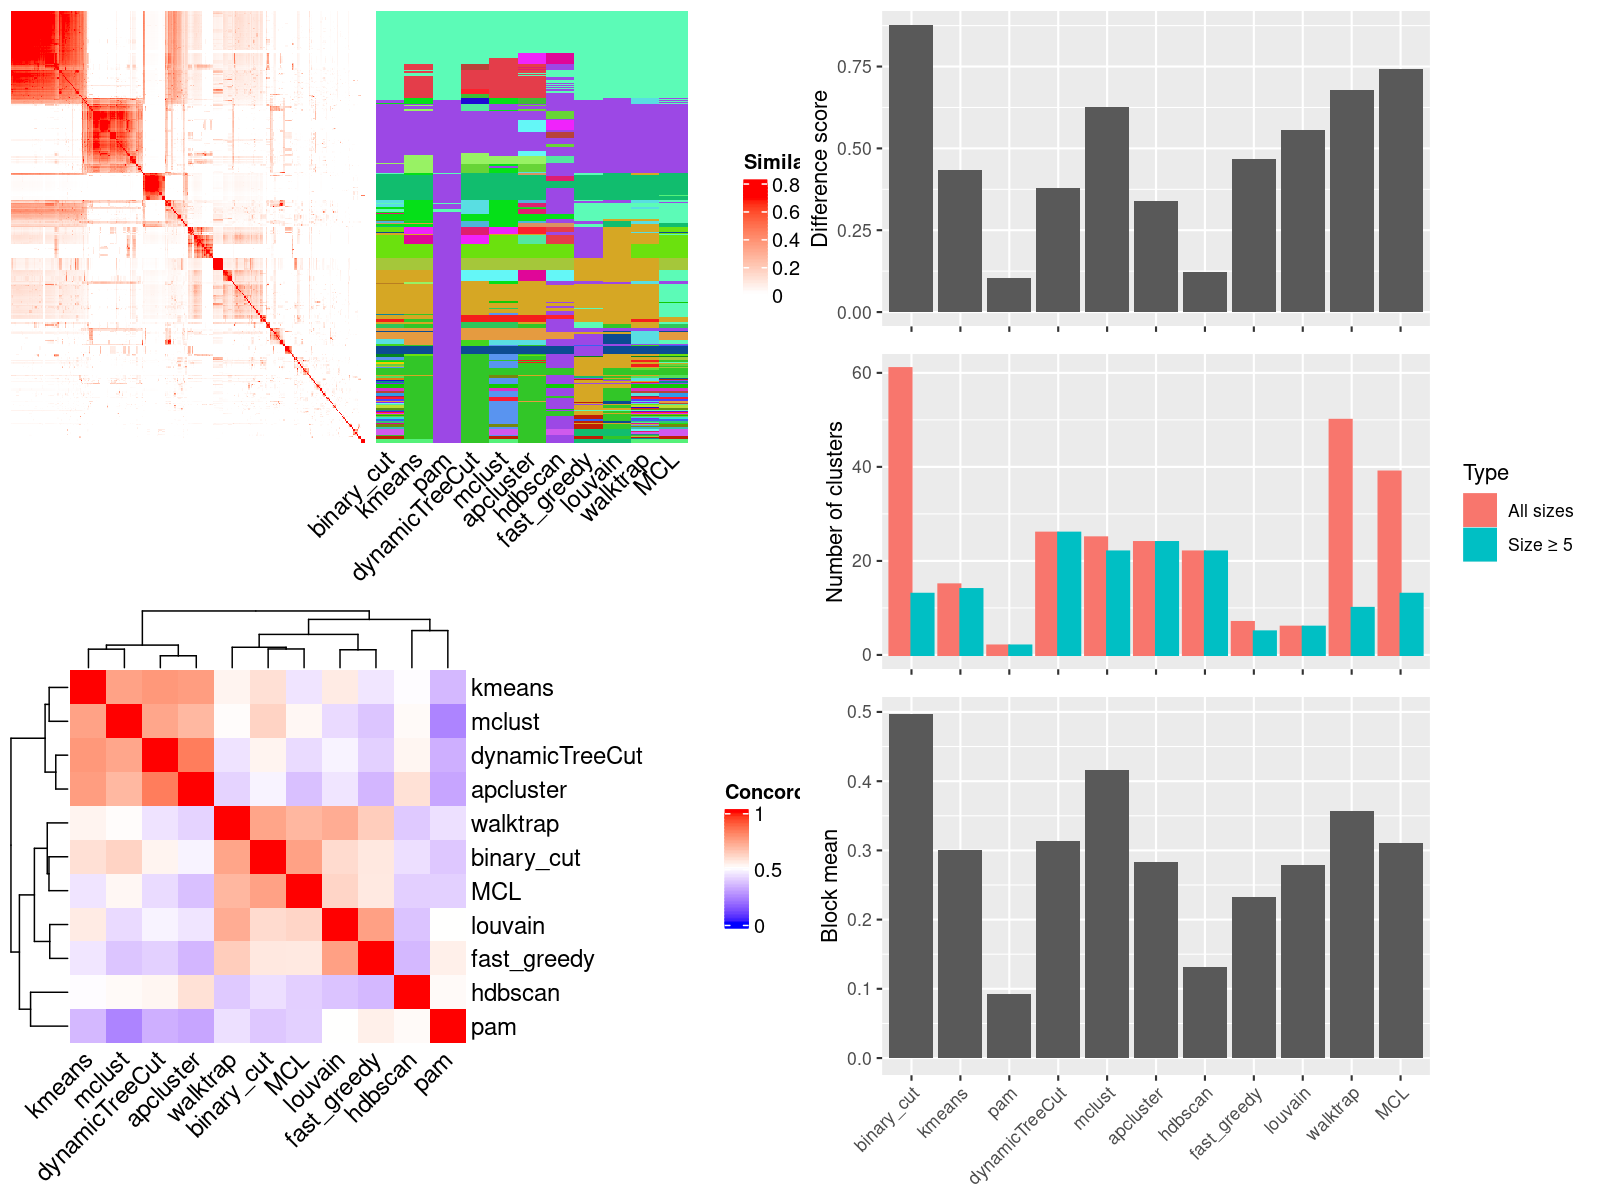 Simila
0.8
0.6
0.4
0.2
0
binary_cut
kmeans
pam
dynamicTreeCut
mclust
apcluster
hdbscan
fast_greedy
louvain
walktrap
MCL
Difference score
0.75
0.50
0.25
0.00
Number of clusters
60
40
20
0
Type
All sizes
Size ≥ 5
kmeans
mclust
dynamicTreeCut
apcluster
walktrap
binary_cut
MCL
louvain
fast_greedy
hdbscan
pam
kmeans
mclust
dynamicTreeCut
apcluster
walktrap
binary_cut
MCL
louvain
fast_greedy
hdbscan
pam
Concord
1
0.5
0
Block mean
0.5
0.4
0.3
0.2
0.1
0.0
binary_cut
kmeans
pam
dynamicTreeCut
mclust
apcluster
hdbscan
fast_greedy
louvain
walktrap
MCL